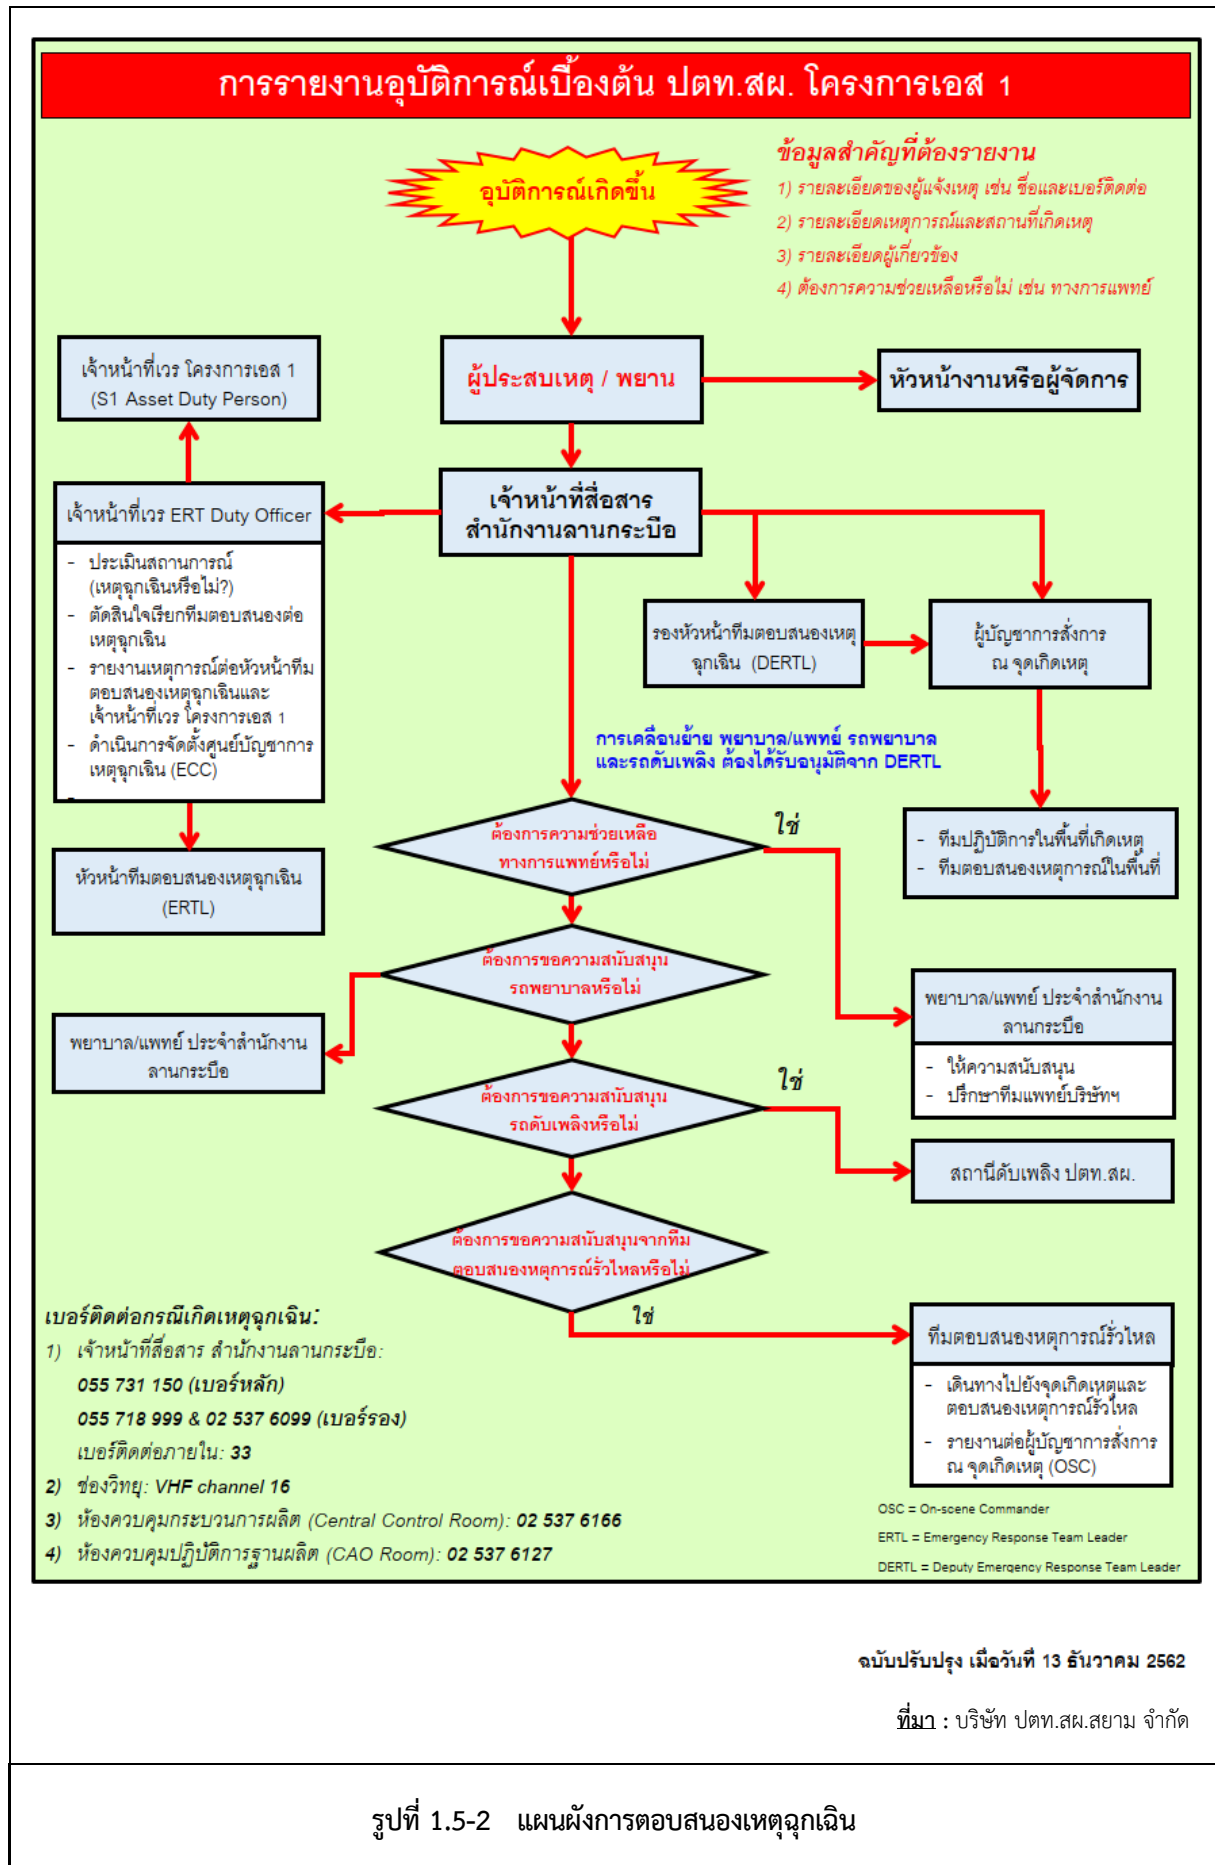 การรายงานอุบัติการณ์เบื้องต้น ปตท.สผ. โครงการเอส 1
อุบัติการณ์เกิดขึ้น
ข้อมูลสำคัญที่ต้องรายงาน
1) รายละเอียดของผู้แจ้งเหตุ เช่น ชื่อและเบอร์ติดต่อ
2) รายละเอียดเหตุการณ์และสถานที่เกิดเหตุ
3) รายละเอียดผู้เกี่ยวข้อง
4) ต้องการความช่วยเหลือหรือไม่ เช่น ทางการแพทย์
เจ้าหน้าที่เวร โครงการเอส 1
(S1 Asset Duty Person)
ผู้ประสบเหตุ / พยาน
หัวหน้างานหรือผู้จัดการ
เจ้าหน้าที่เวร ERT Duty Officer
เจ้าหน้าที่สื่อสาร
สำนักงานลานกระบือ
- ประเมินสถานการณ์
(เหตุฉุกเฉินหรือไม่?)
- ตัดสินใจเรียกทีมตอบสนองต่อ
เหตุฉุกเฉิน
- รายงานเหตุการณ์ต่อหัวหน้าทีม
ตอบสนองเหตุฉุกเฉินและ
เจ้าหน้าที่เวร โครงการเอส 1
- ดำเนินการจัดตั้งศูนย์บัญชาการ
เหตุฉุกเฉิน (ECC)
-
รองหัวหน้าทีมตอบสนองเหตุ
ฉุกเฉิน (DERTL)
ผู้บัญชาการสั่งการ
ณ จุดเกิดเหตุ
การเคลื่อนย้าย พยาบาล/แพทย์ รถพยาบาล
และรถดับเพลิง ต้องได้รับอนุมัติจาก DERTL
ต้องการความช่วยเหลือ
ทางการแพทย์หรือไม่
ใช่
- ทีมปฏิบัติการในพื้นที่เกิดเหตุ
- ทีมตอบสนองเหตุการณ์ในพื้นที่
หัวหน้าทีมตอบสนองเหตุฉุกเฉิน
(ERTL)
ต้องการขอความสนับสนุน
รถพยาบาลหรือไม่
พยาบาล/แพทย์ ประจำสำนักงาน
ลานกระบือ
พยาบาล/แพทย์ ประจำสำนักงาน
ลานกระบือ
- ให้ความสนับสนุน
- ปรึกษาทีมแพทย์บริษัทฯ
ต้องการขอความสนับสนุน
รถดับเพลิงหรือไม่
ใช่
สถานีดับเพลิง ปตท.สผ.
ต้องการขอความสนับสนุนจากทีม
ตอบสนองหตุการณ์รั่วไหลหรือไม่
ใช่
ทีมตอบสนองหตุการณ์รั่วไหล
- เดินทางไปยังจุดเกิดเหตุและ
ตอบสนองเหตุการณ์รั่วไหล
- รายงานต่อผู้บัญชาการสั่งการ
ณ จุดเกิดเหตุ (OSC)
เบอร์ติดต่อกรณีเกิดเหตุฉุกเฉิน:
1) เจ้าหน้าที่สื่อสาร สำนักงานลานกระบือ:
055 731 150 (เบอร์หลัก)
055 718 999 & 02 537 6099 (เบอร์รอง)
เบอร์ติดต่อภายใน: 33
2) ช่องวิทยุ: VHF channel 16
3) ห้องควบคุมกระบวนการผลิต (Central Control Room): 02 537 6166
4) ห้องควบคุมปฏิบัติการฐานผลิต (CAO Room): 02 537 6127
OSC = On-scene Commander
ERTL = Emergency Response Team Leader
DERTL = Deputy Emergency Response Team Leader
ฉบับปรับปรุง เมื่อวันที่ 13 ธันวาคม 2562
ที่มา : บริษัท ปตท.สผ.สยาม จำกัด
รูปที่ 1.5-2 แผนผังการตอบสนองเหตุฉุกเฉิน